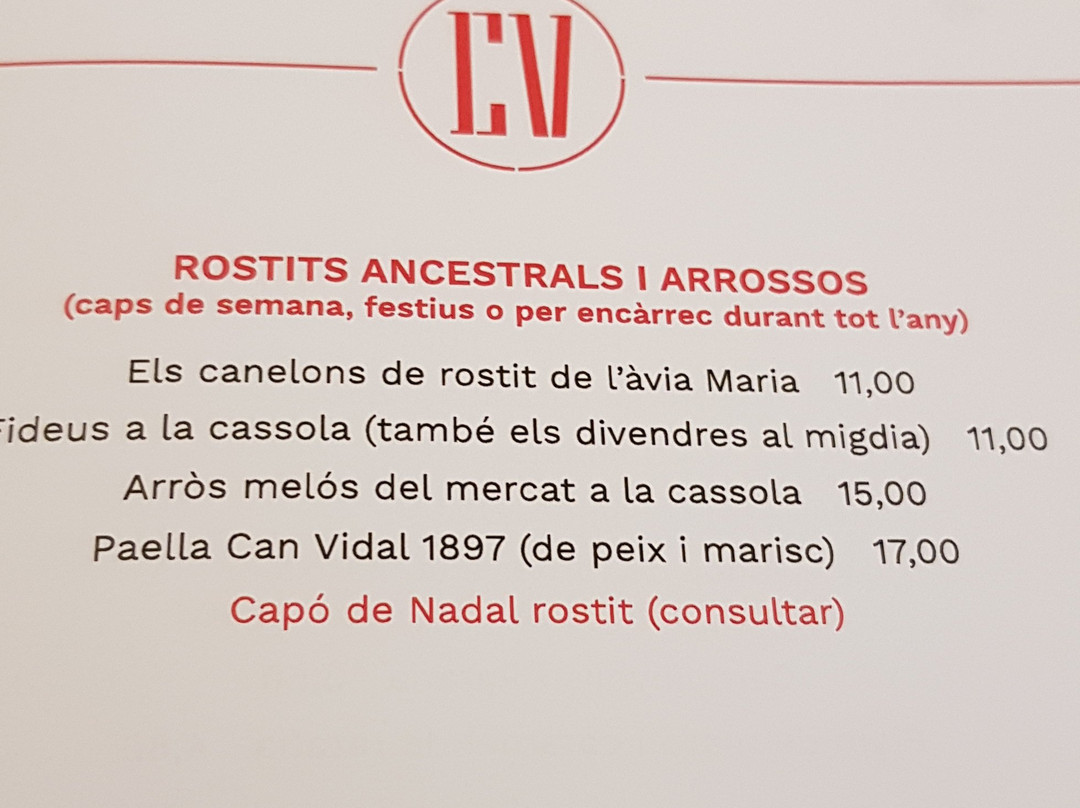 CV
ROSTITS ANCESTRALS I ARROSSOS
(caps de semana, festius o per encàrrec durant tot l'any)
Els canelons de rostit de l'àvia Maria 11,00
Fideus a la cassola (també els divendres al migdia) 11,00
Arròs melós del mercat a la cassola 15,00
Paella Can Vidal 1897 (de peix i marisc) 17,00
Capó de Nadal rostit (consultar)